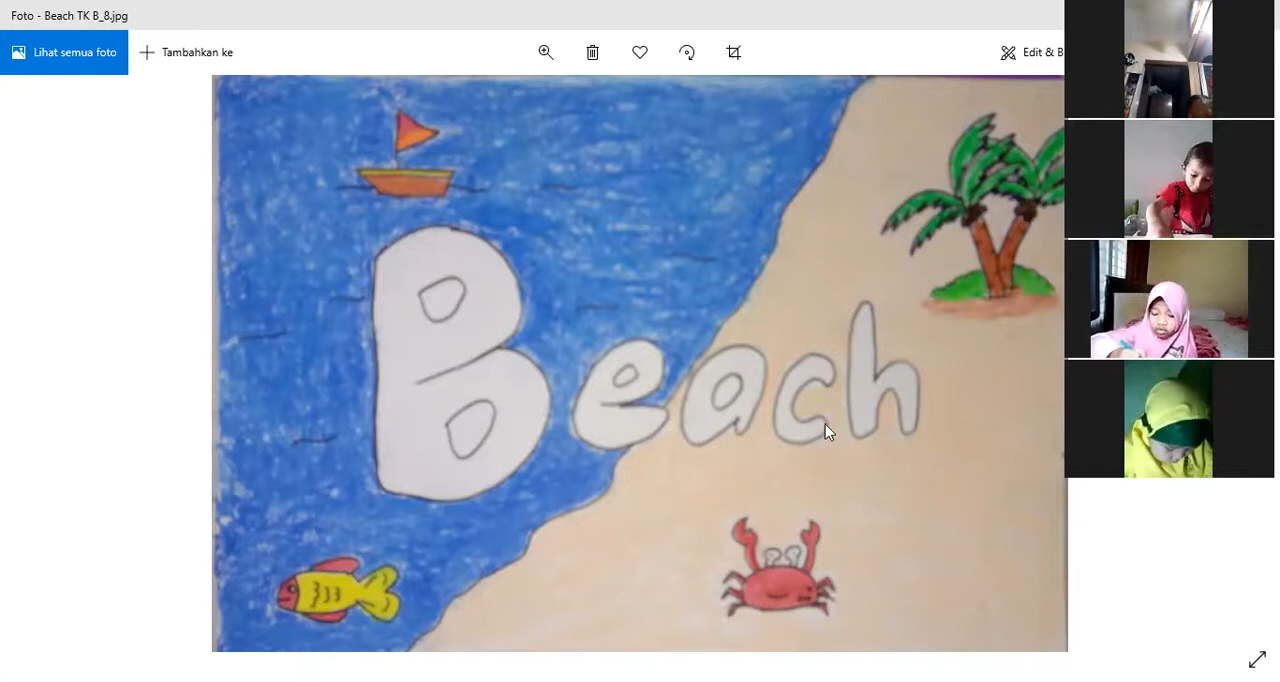 Foto - Beach TK B_8.jpg
Lihat semua foto
Tambahkan ke
Edit & B
Beach